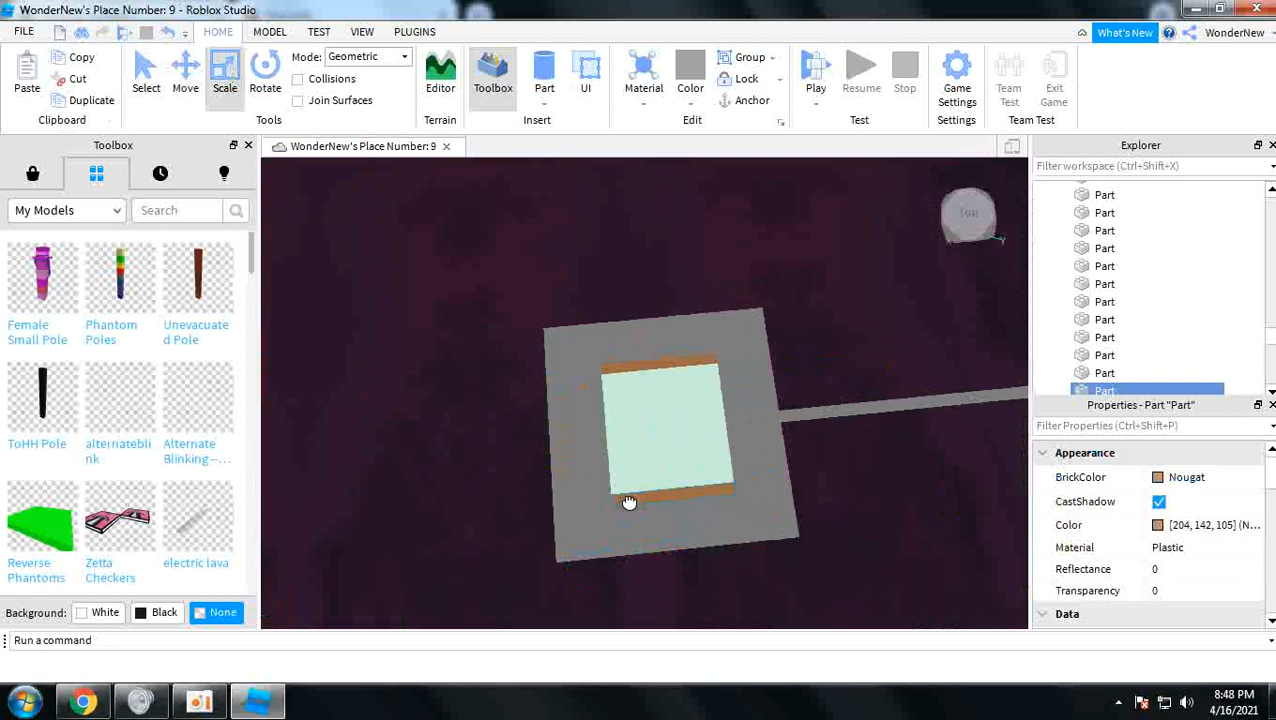 WonderNew's Place Number: 9 - Roblox Studio
FILE
HOME
MODEL
TEST
VIEW
PLUGINS
What's New
WonderNew
Paste
Copy
Cut
Duplicate
Clipboard
Select
Move
Scale
Rotate
Mode: Geometric
Collisions
Join Surfaces
Tools
Editor
Terrain
Toolbox
Part
UI
Insert
Material
Color
Group
Lock
Anchor
Edit
Play
Resume
Stop
Test
Game Settings
Settings
Team Test
Exit Game
Team Test
Toolbox
WonderNew's Place Number: 9
Explorer
Filter workspace (Ctrl+Shift+X)
My Models
Search
Female Small Pole
Phantom Poles
Unevacuate d Pole
ToHH Pole
alternatebli nk
Alternate Blinking--...
Reverse Phantoms
Zetta Checkers
electric lava
Background:
White
Black
None
Part
Part
Part
Part
Part
Part
Part
Part
Part
Part
Part
Part
Properties - Part "Part"
Filter Properties (Ctrl+Shift+P)
Appearance
BrickColor
Nougat
CastShadow
Color
[204, 142, 105] (N...
Material
Plastic
Reflectance
0
Transparency
0
Data
Run a command
8:48 PM
4/16/2021